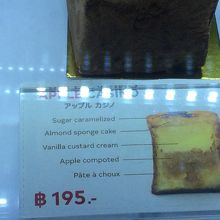 アップル カジノ
Sugar caramelized
Almond sponge cake
Vanilla custard cream
Apple compoted
Pâte à choux
฿ 195.-